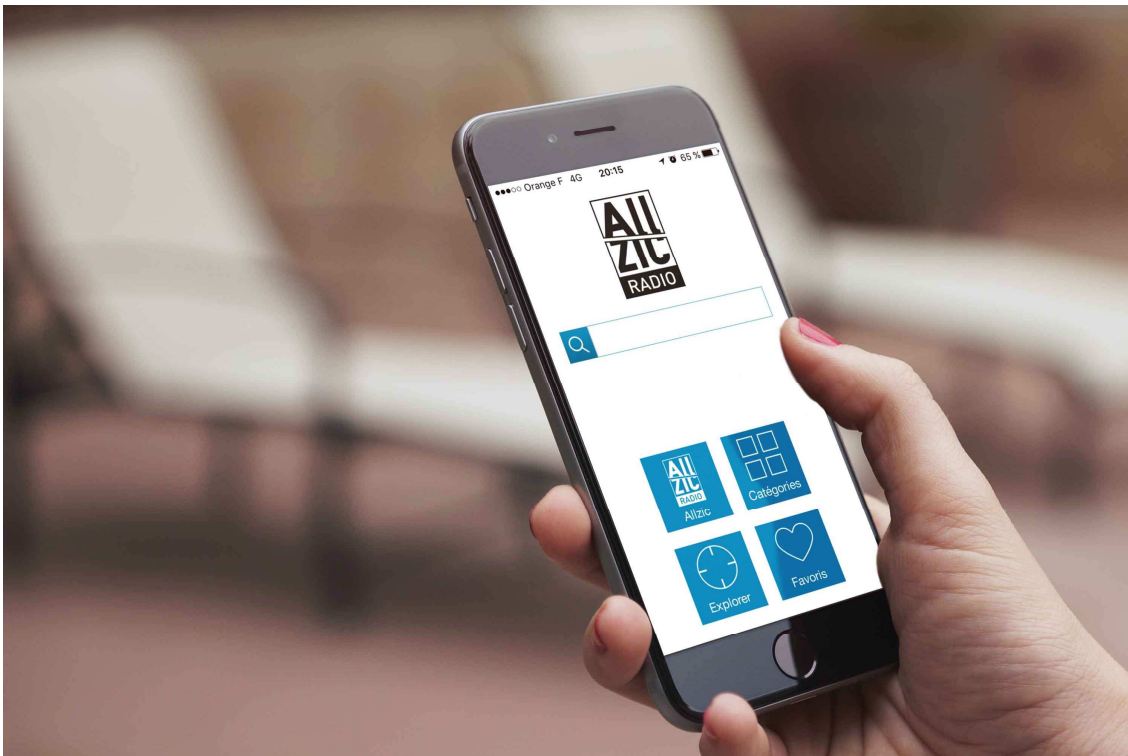 Orange F 4G 20:15 65 %
All
ZIC
RADIO
All
ZIC
RADIO
Allzic
Catégories
Explorer
Favoris